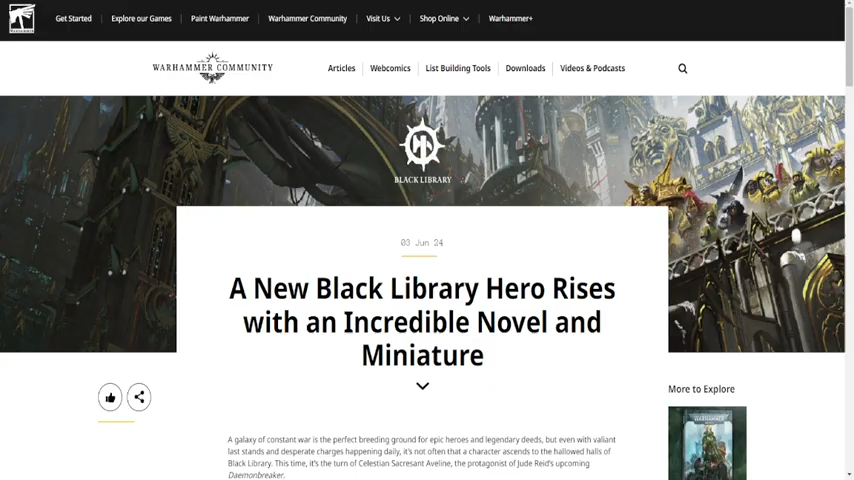 Get Started
Explore our Games
Paint Warhammer
Warhammer Community
Visit Us
Shop Online
Warhammer+
WARHAMMER COMMUNITY
Articles
Webcomics
List Building Tools
Downloads
Videos & Podcasts
BLACK LIBRARY
03 Jun 24
A New Black Library Hero Rises
with an Incredible Novel and
Miniature
More to Explore
A galaxy of constant war is the perfect breeding ground for epic heroes and legendary deeds, but even with valiant
last stands and desperate charges happening daily, it's not often that a character ascends to the hallowed halls of
Black Library. This time, it's the turn of Celestian Sacresant Aveline, the protagonist of Jude Reid's upcoming
Daemonbreaker.
WARHAMMER